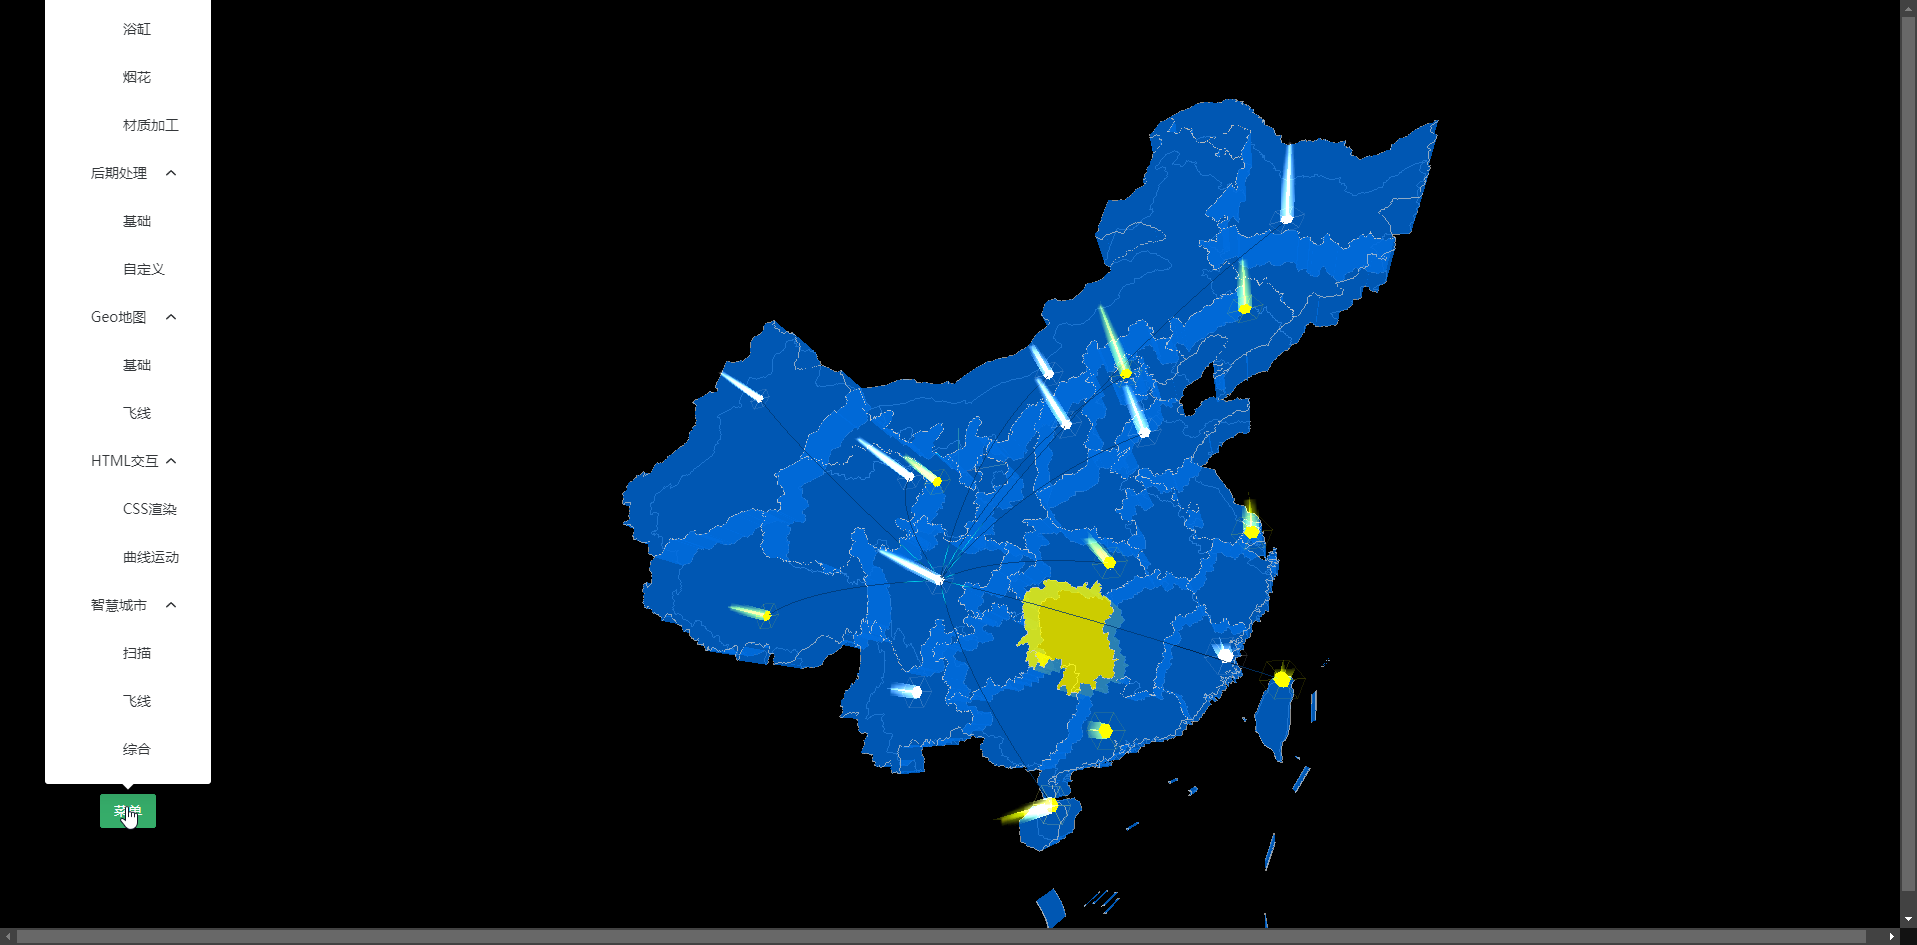 浴缸
烟花
材质加工
后期处理
基础
自定义
Geo地图
基础
飞线
HTML交互
CSS渲染
曲线运动
智慧城市
扫描
飞线
综合
菜单